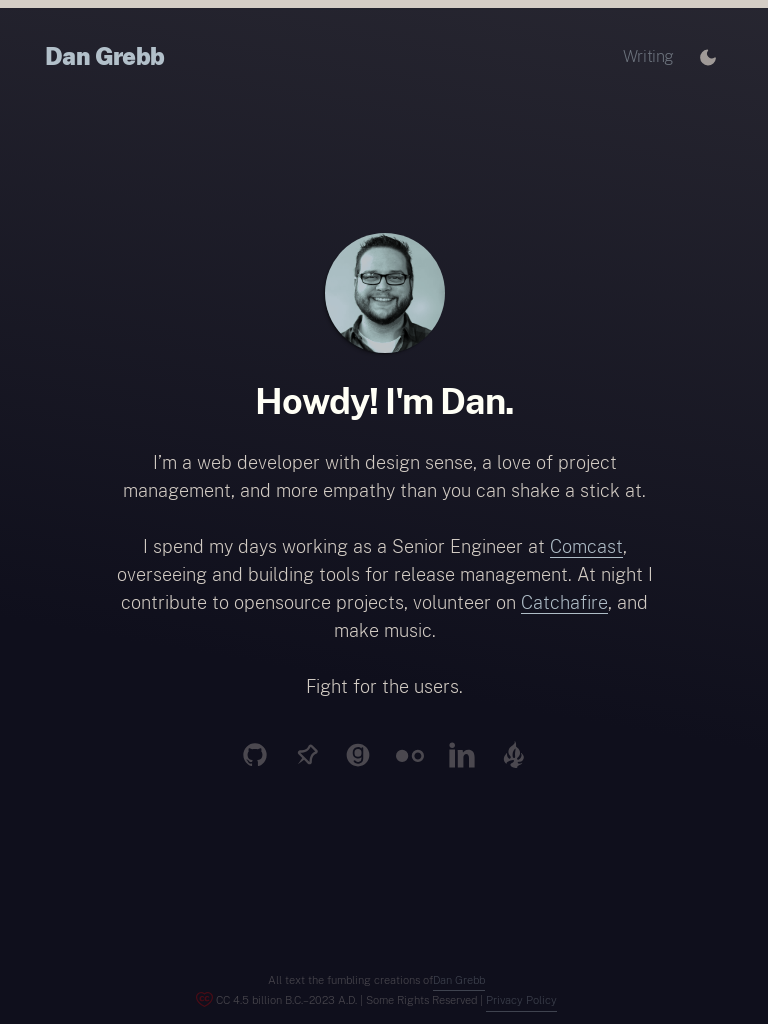 Dan Grebb
Writing
Howdy! I'm Dan.
I’m a web developer with design sense, a love of project
management, and more empathy than you can shake a stick at.
I spend my days working as a Senior Engineer at Comcast,
overseeing and building tools for release management. At night I
contribute to opensource projects, volunteer on Catchafire, and
make music.
Fight for the users.
All text the fumbling creations ofDan Grebb
CC 4.5 billion B.C.–2023 A.D. | Some Rights Reserved | Privacy Policy